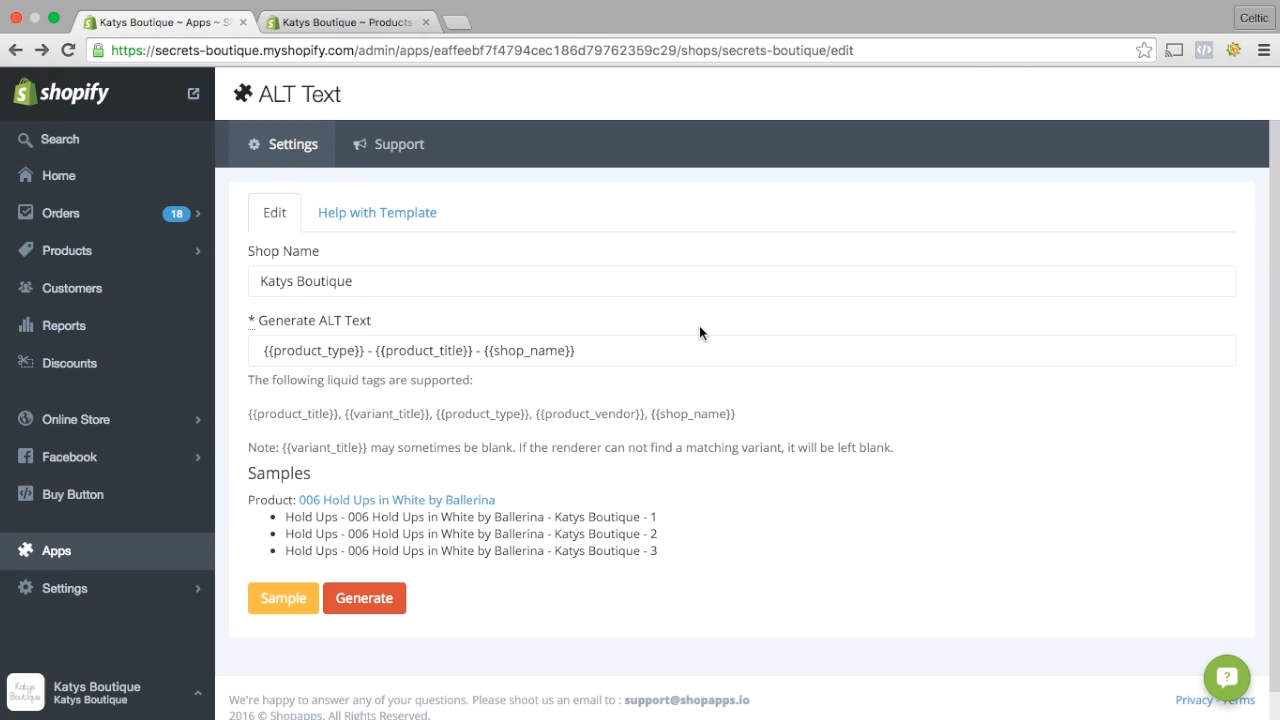 Katys Boutique ~ Apps ~ S
Katys Boutique ~ Products
Celtic
https://secrets-boutique.myshopify.com/admin/apps/eaffeebf7f4794cec186d79762359c29/shops/secrets-boutique/edit
shopify
ALT Text
Search
Settings
Support
Home
Orders
18
Edit
Help with Template
Products
Shop Name
Katys Boutique
Customers
Reports
* Generate ALT Text
{{product_type}} - {{product_title}} - {{shop_name}}
Discounts
The following liquid tags are supported:
{{product_title}}, {{variant_title}}, {{product_type}}, {{product_vendor}}, {{shop_name}}
Online Store
Note: {{variant_title}} may sometimes be blank. If the renderer can not find a matching variant, it will be left blank.
Facebook
Samples
Buy Button
Product: 006 Hold Ups in White by Ballerina
Hold Ups - 006 Hold Ups in White by Ballerina - Katys Boutique - 1
Hold Ups - 006 Hold Ups in White by Ballerina - Katys Boutique - 2
Hold Ups - 006 Hold Ups in White by Ballerina - Katys Boutique - 3
Apps
Settings
Sample
Generate
Katys Boutique
Katys Boutique
We're happy to answer any of your questions. Please shoot us an email to : support@shopapps.io
Privacy - Terms
2016 © Shopapps. All Rights Reserved.